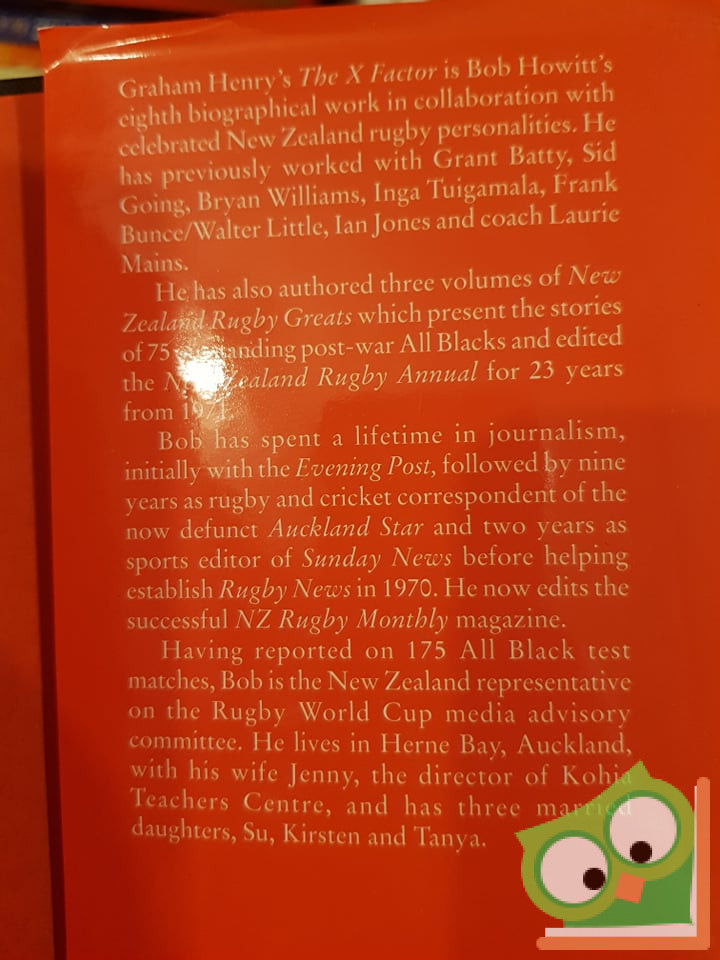 Graham Henry's The X Factor is Bob Howitt's
eighth biographical work in collaboration with
celebrated New Zealand rugby personalities. He
has previously worked with Grant Batty, Sid
Going, Bryan Williams, Inga Tuigamala, Frank
Bunce/Walter Little, Ian Jones and coach Laurie
Mains.
He has also authored three volumes of New
Zealand Rugby Greats which present the stories
of 75 outstanding post-war All Blacks and edited
the New Zealand Rugby Annual for 23 years
from 1971.
Bob has spent a lifetime in journalism,
initially with the Evening Post, followed by nine
years as rugby and cricket correspondent of the
now defunct Auckland Star and two years as
sports editor of Sunday News before helping
establish Rugby News in 1970. He now edits the
successful NZ Rugby Monthly magazine.
Having reported on 175 All Black test
matches, Bob is the New Zealand representative
on the Rugby World Cup media advisory
committee. He lives in Herne Bay, Auckland,
with his wife Jenny, the director of Kohia
Teachers Centre, and has three married
daughters, Su, Kirsten and Tanya.